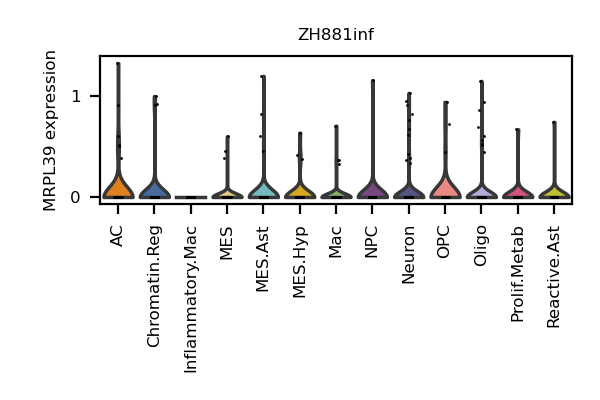 ZH881inf
MRPL39 expression
1
0
AC
Chromatin.Reg
Inflammatory.Mac
MES
MES.Ast
MES.Hyp
Mac
NPC
Neuron
OPC
Oligo
Prolif.Metab
Reactive.Ast